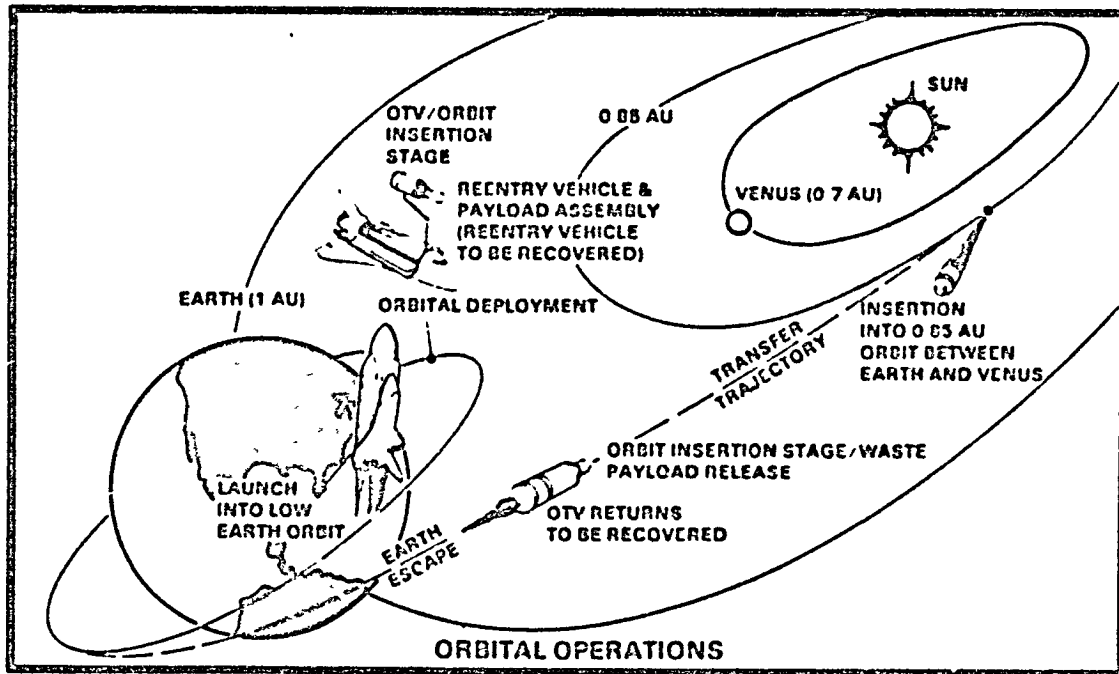 SUN
0.85 AU
OTV/ORBIT
INSERTION
STAGE
REENTRY VEHICLE &
PAYLOAD ASSEMBLY
(REENTRY VEHICLE
TO BE RECOVERED)
VENUS (0.7 AU)
EARTH (1 AU)
ORBITAL DEPLOYMENT
INSERTION
INTO 0.85 AU
ORBIT BETWEEN
EARTH AND VENUS
TRANSFER
TRAJECTORY
ORBIT INSERTION STAGE/WASTE
PAYLOAD RELEASE
LAUNCH
INTO LOW
EARTH ORBIT
OTV RETURNS
TO BE RECOVERED
EARTH
ESCAPE
ORBITAL OPERATIONS